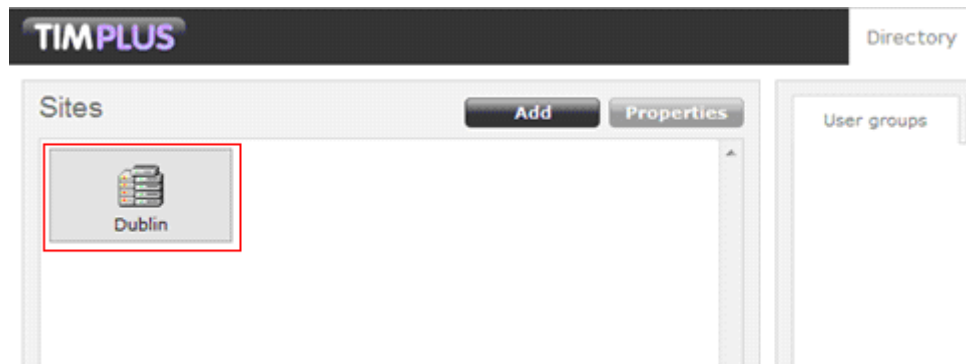 TIMPLUS
Directory
Sites
Add
Properties
User groups
Dublin